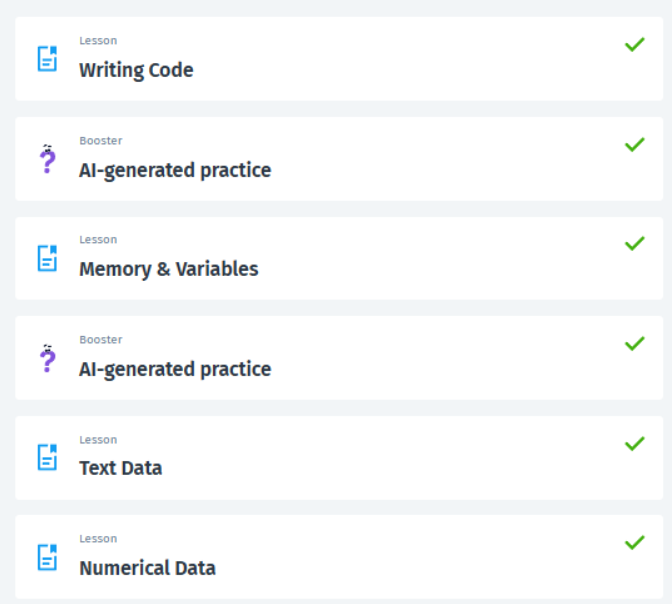 Lesson
Writing Code
Booster
AI-generated practice
Lesson
Memory & Variables
Booster
AI-generated practice
Lesson
Text Data
Lesson
Numerical Data